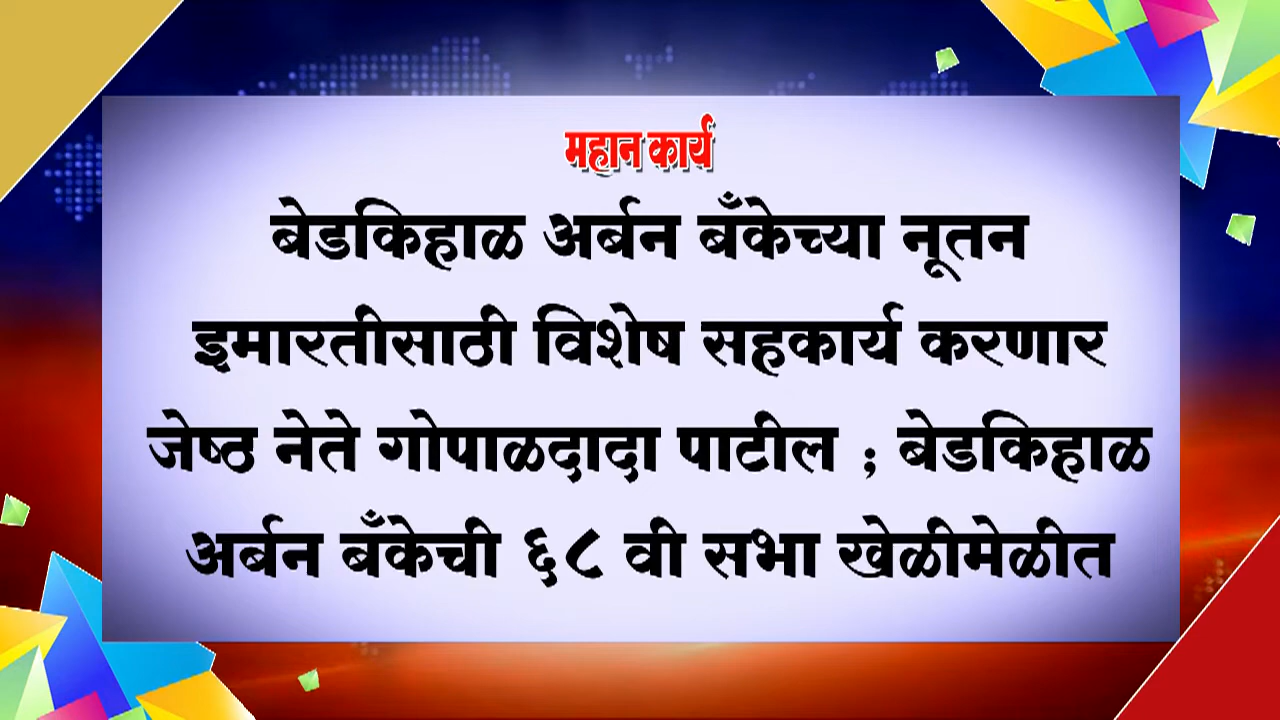 महान कार्य
बेडकिहाळ अर्बन बँकेच्या नूतन
इमारतीसाठी विशेष सहकार्य करणार
जेष्ठ नेते गोपाळदादा पाटील ; बेडकिहाळ
अर्बन बँकेची ६८ वी सभा खेळीमेळीत